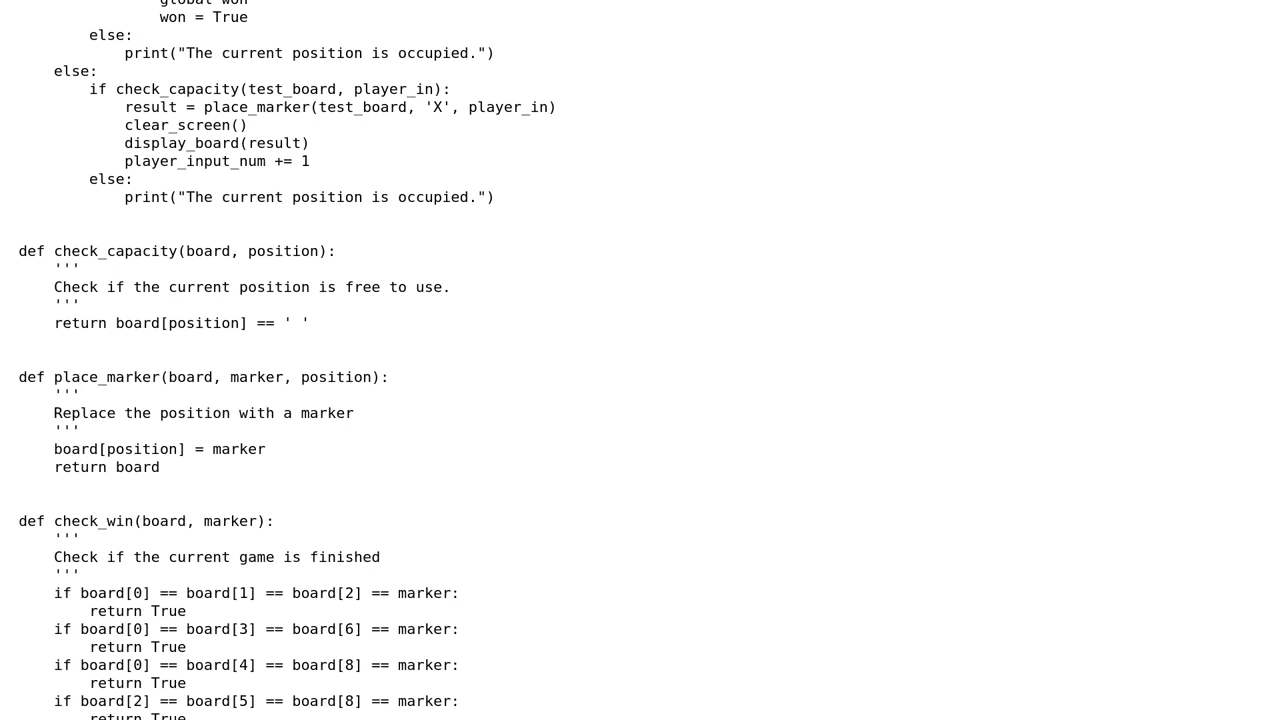 global won
won = True
else:
print("The current position is occupied.")
else:
if check_capacity(test_board, player_in):
result = place_marker(test_board, 'X', player_in)
clear_screen()
display_board(result)
player_input_num += 1
else:
print("The current position is occupied.")
def check_capacity(board, position):
'''
Check if the current position is free to use.
'''
return board[position] == ' '
def place_marker(board, marker, position):
'''
Replace the position with a marker
'''
board[position] = marker
return board
def check_win(board, marker):
'''
Check if the current game is finished
'''
if board[0] == board[1] == board[2] == marker:
return True
if board[0] == board[3] == board[6] == marker:
return True
if board[0] == board[4] == board[8] == marker:
return True
if board[2] == board[5] == board[8] == marker:
return True